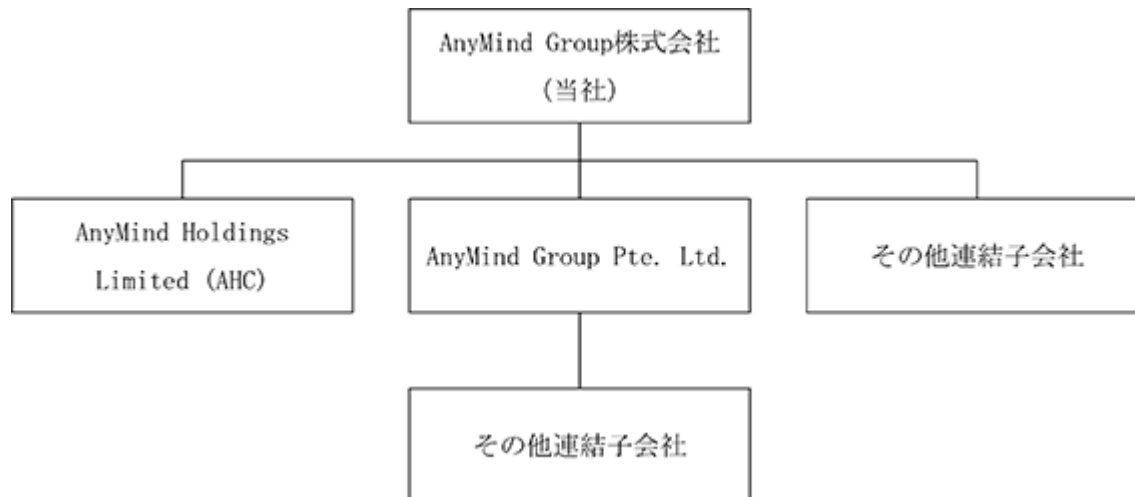 AnyMind Group株式会社
(当社)
AnyMind Holdings
Limited (AHC)
AnyMind Group Pte. Ltd.
その他連結子会社
その他連結子会社